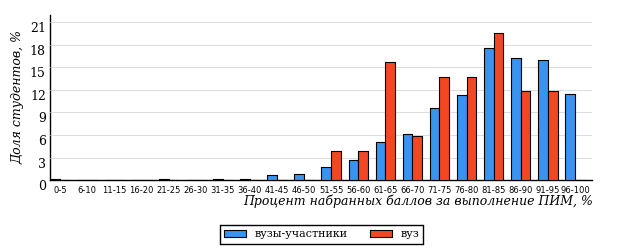 Доля студентов, %
21
18
15
12
9
6
3
0
0-5 6-10 11-15 16-20 21-25 26-30 31-35 36-40 41-45 46-50 51-55 56-60 61-65 66-70 71-75 76-80 81-85 86-90 91-95 96-100
Процент набранных баллов за выполнение ПИМ, %
вузы-участники вуз